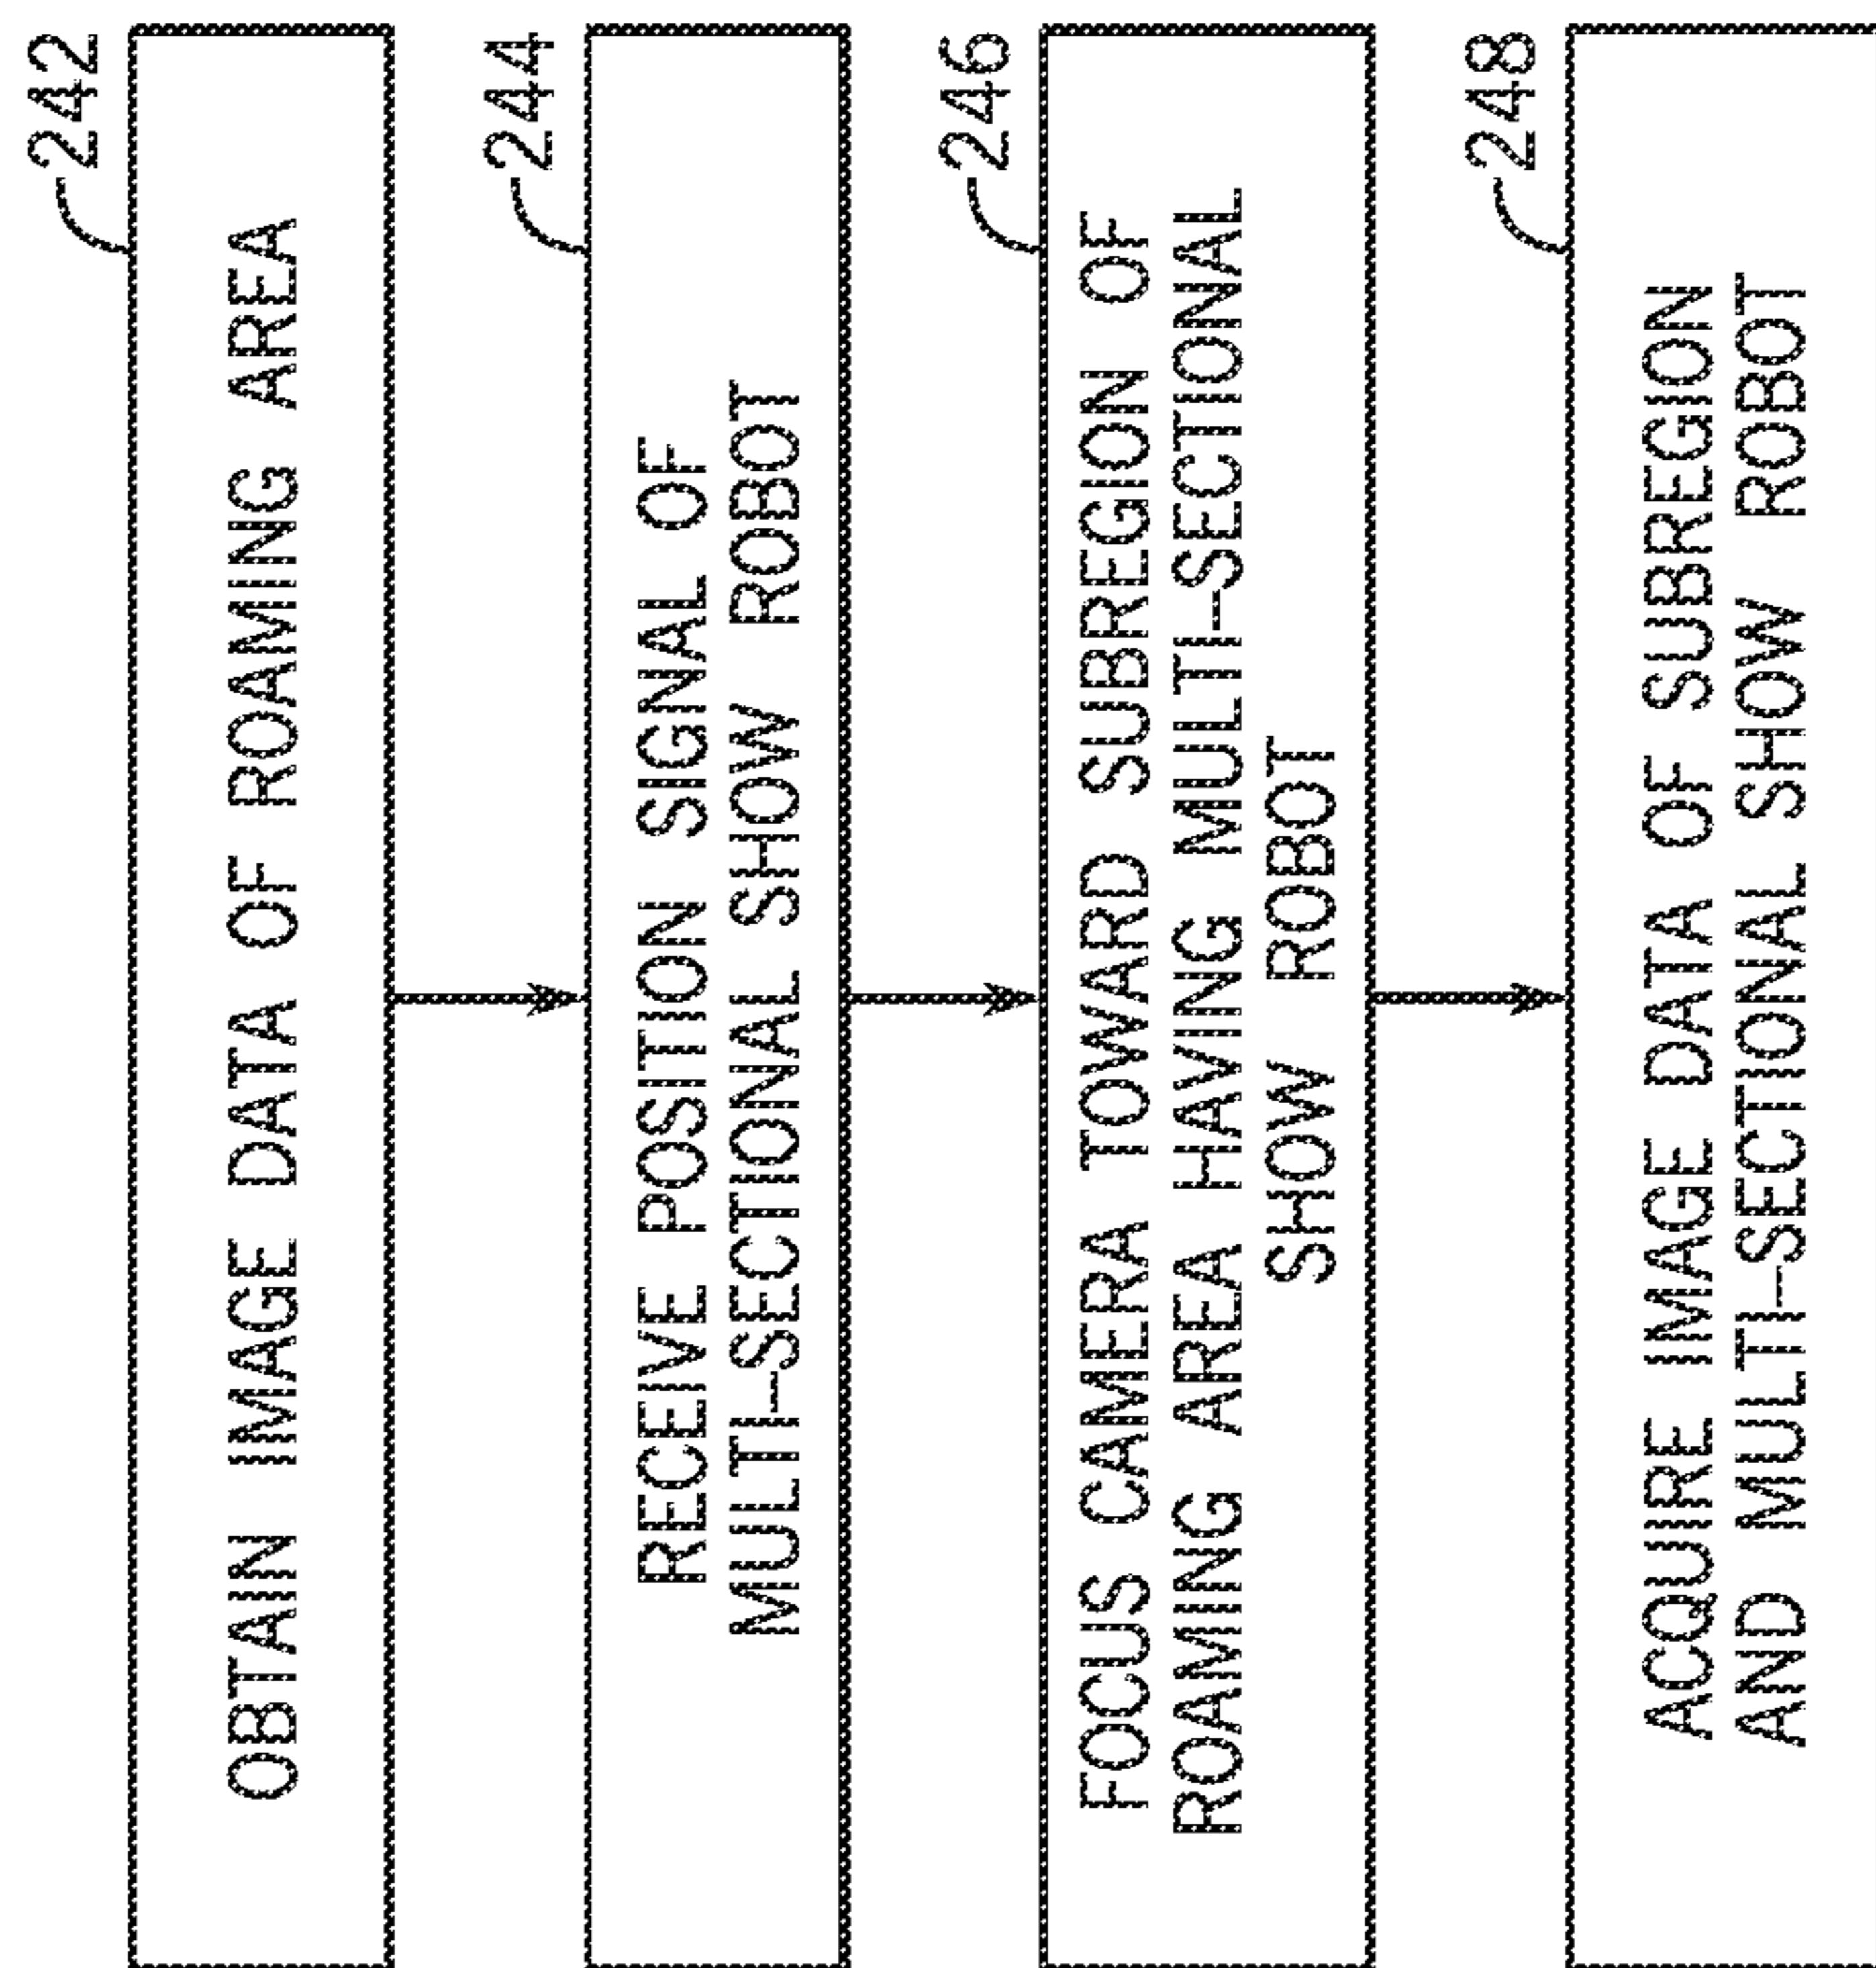 242
OBTAIN IMAGE DATA OF ROAMING AREA
244
RECEIVE POSITION SIGNAL OF
MULTI-SECTIONAL SHOW ROBOT
246
FOCUS CAMERA TOWARD SUBREGION OF
ROAMING AREA HAVING MULTI-SECTIONAL
SHOW ROBOT
248
ACQUIRE IMAGE DATA OF SUBREGION
AND MULTI-SECTIONAL SHOW ROBOT